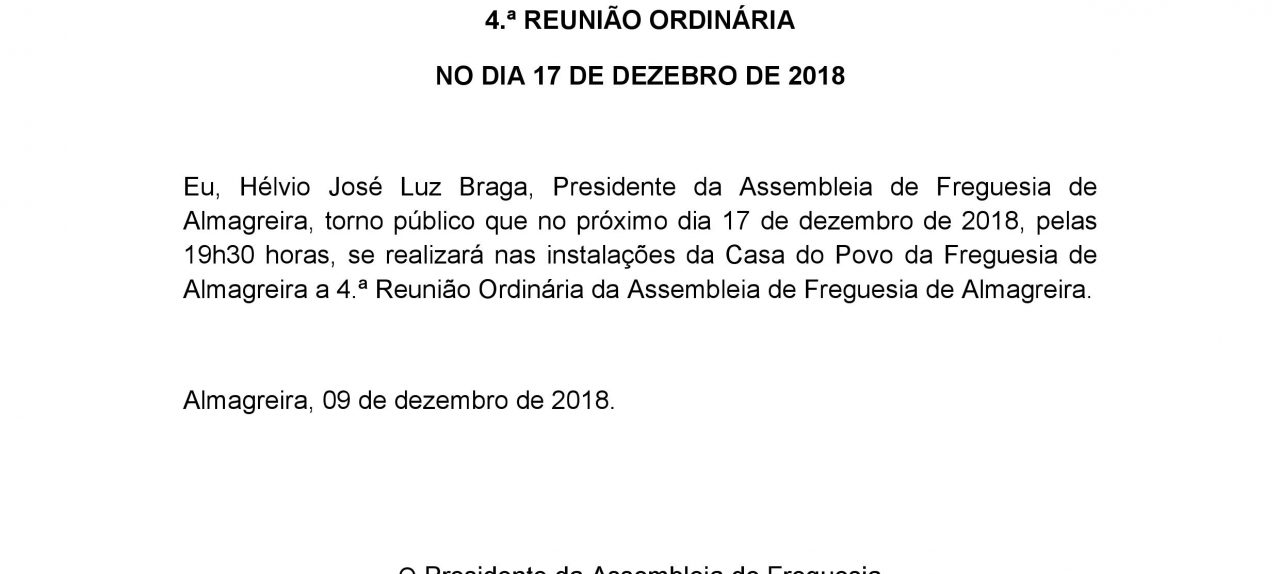 4.ª REUNIÃO ORDINÁRIA
NO DIA 17 DE DEZEBRO DE 2018
Eu, Hélvio José Luz Braga, Presidente da Assembleia de Freguesia de
Almagreira, torno público que no próximo dia 17 de dezembro de 2018, pelas
19h30 horas, se realizará nas instalações da Casa do Povo da Freguesia de
Almagreira a 4.ª Reunião Ordinária da Assembleia de Freguesia de Almagreira.
Almagreira, 09 de dezembro de 2018.
O Presidente da Assembleia de Freguesia